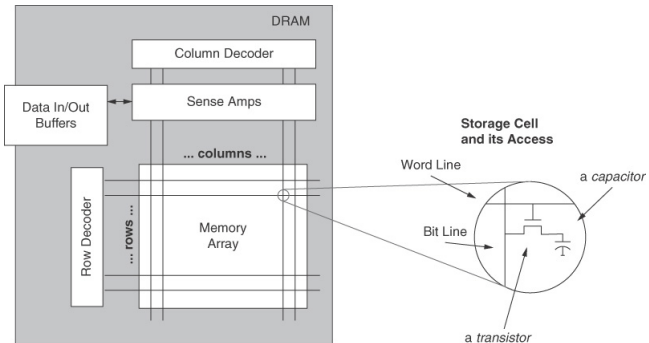 DRAM
Column Decoder
Data In/Out
Buffers
Sense Amps
... columns ...
Row Decoder
... rows ...
Memory
Array
Storage Cell
and its Access
Word Line
a capacitor
Bit Line
a transistor